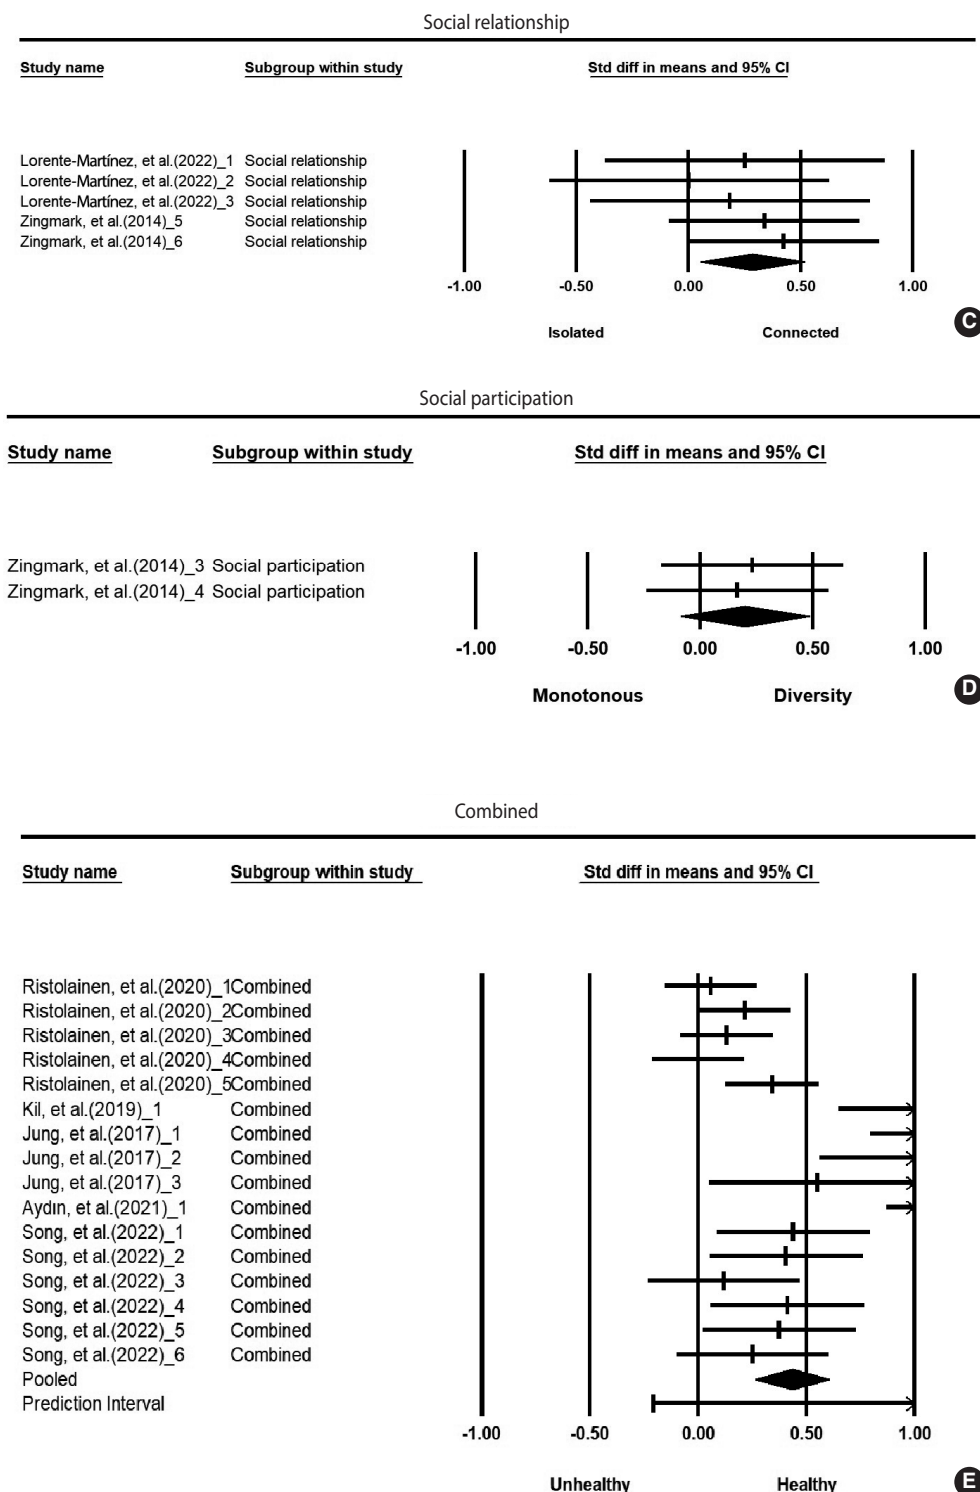 Social relationship
Study name Subgroup within study Std diff in means and 95% CI
Lorente-Martínez, et al.(2022)_1 Social relationship
Lorente-Martínez, et al.(2022)_2 Social relationship
Lorente-Martínez, et al.(2022)_3 Social relationship
Zingmark, et al.(2014)_5 Social relationship
Zingmark, et al.(2014)_6 Social relationship
-1.00 -0.50 0.00 0.50 1.00
Isolated Connected
C
Social participation
Study name Subgroup within study Std diff in means and 95% CI
Zingmark, et al.(2014)_3 Social participation
Zingmark, et al.(2014)_4 Social participation
-1.00 -0.50 0.00 0.50 1.00
Monotonous Diversity
D
Combined
Study name Subgroup within study Std diff in means and 95% CI
Ristolainen, et al.(2020)_1Combined
Ristolainen, et al.(2020)_2Combined
Ristolainen, et al.(2020)_3Combined
Ristolainen, et al.(2020)_4Combined
Ristolainen, et al.(2020)_5Combined
Kil, et al.(2019)_1 Combined
Jung, et al.(2017)_1 Combined
Jung, et al.(2017)_2 Combined
Jung, et al.(2017)_3 Combined
Aydın, et al.(2021)_1 Combined
Song, et al.(2022)_1 Combined
Song, et al.(2022)_2 Combined
Song, et al.(2022)_3 Combined
Song, et al.(2022)_4 Combined
Song, et al.(2022)_5 Combined
Song, et al.(2022)_6 Combined
Pooled
Prediction Interval
-1.00 -0.50 0.00 0.50 1.00
Unhealthy Healthy
E